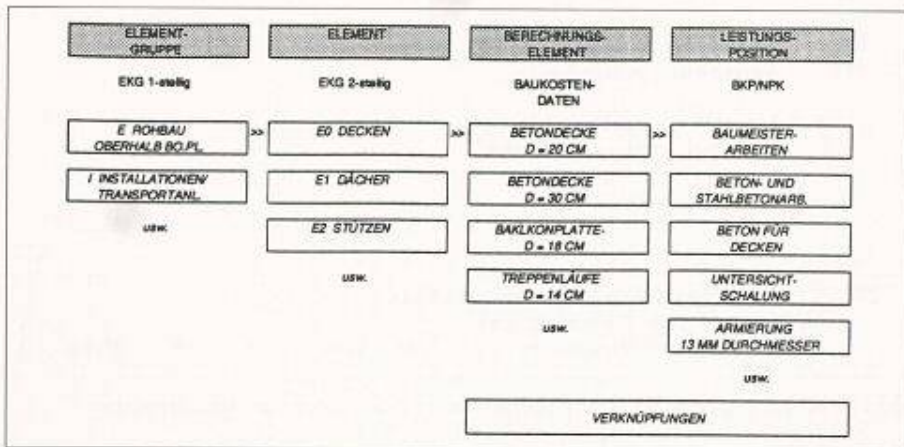 ELEMENT-
GRUPPE
ELEMENT
BERECHNUNGS-
ELEMENT
LEISTUNGS-
POSITION
EKG 1-stellig
EKG 2-stellig
BAUKOSTEN-
DATEN
BKP/NPK
E ROHBAU
OBERHALB BO.PL.
>>
E0 DECKEN
>>
BETONDECKE
D = 20 CM
>>
BAUMEISTER-
ARBEITEN
I INSTALLATIONEN/
TRANSPORTANL.
E1 DÄCHER
BETONDECKE
D = 30 CM
BETON- UND
STAHLBETONARB.
usw.
E2 STÜTZEN
BAKLKONPLATTE-
D = 18 CM
BETON FÜR
DECKEN
usw.
TREPPENLÄUFE
D = 14 CM
UNTERSICHT-
SCHALUNG
usw.
ARMIERUNG
13 MM DURCHMESSER
usw.
VERKNÜPFUNGEN